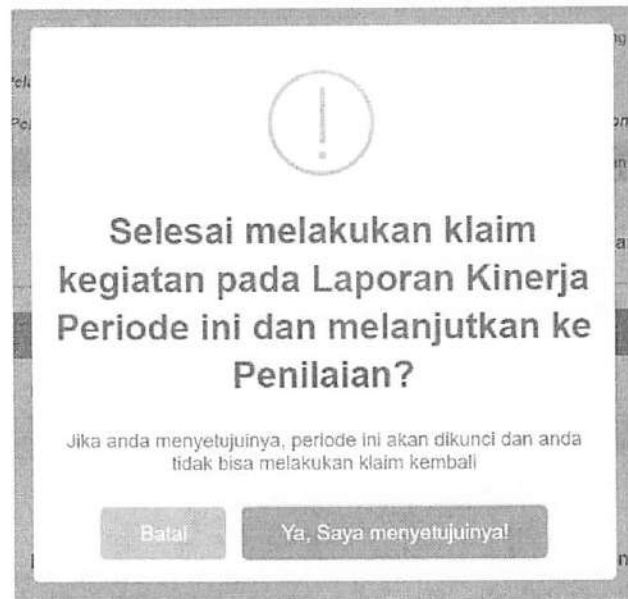 Selesai melakukan klaim
kegiatan pada Laporan Kinerja
Periode ini dan melanjutkan ke
Penilaian?
Jika anda menyetujuinya, periode ini akan dikunci dan anda
tidak bisa melakukan klaim kembali
Batal
Ya, Saya menyetujuinya!